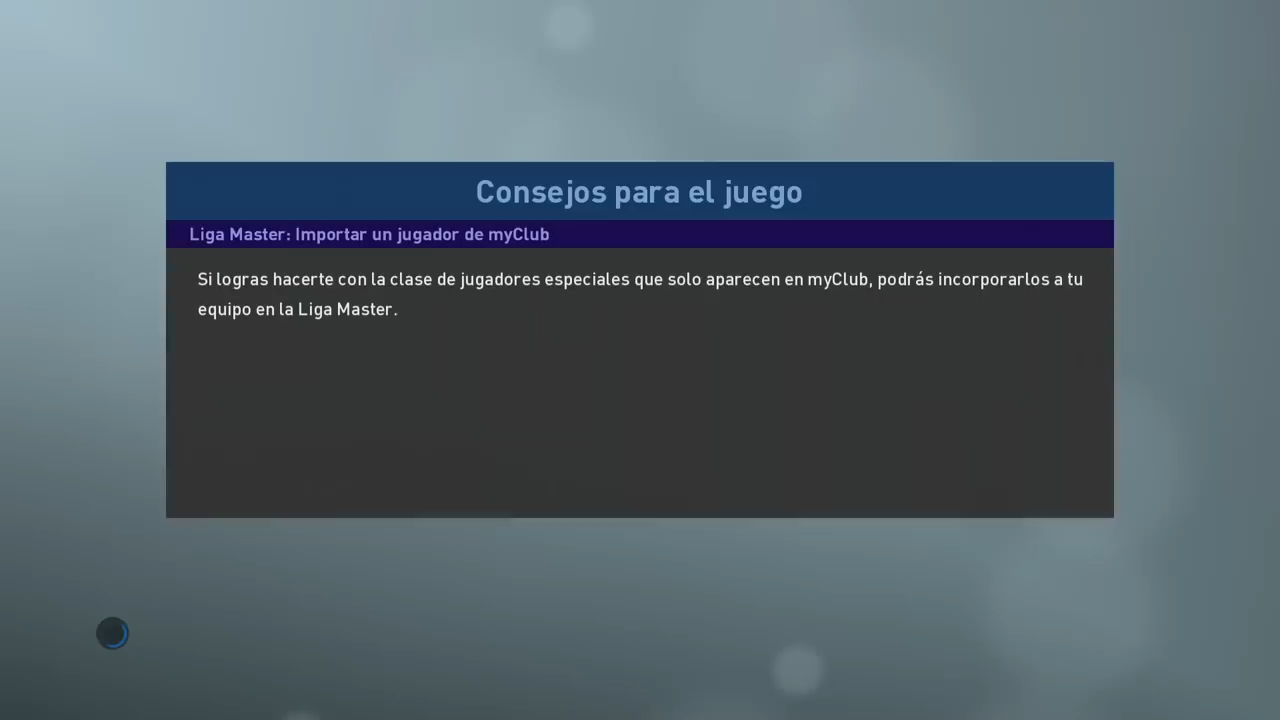 Consejos para el juego
Liga Master: Importar un jugador de myClub
Si logras hacerte con la clase de jugadores especiales que solo aparecen en myClub, podrás incorporarlos a tu
equipo en la Liga Master.